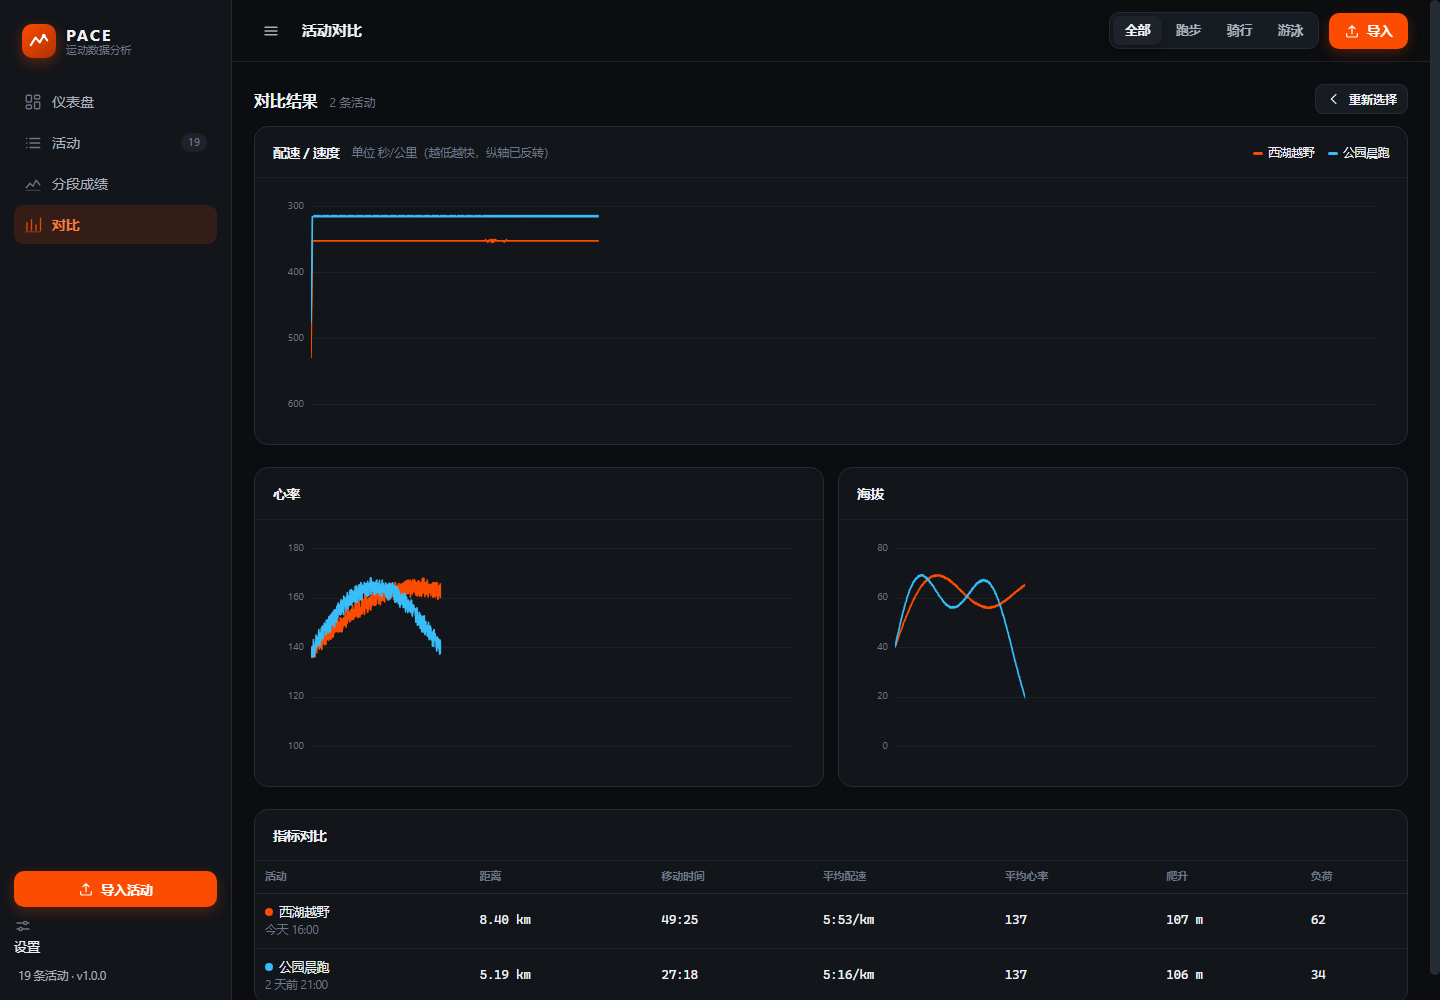 PACE
运动数据分析
仪表盘
活动 19
分段成绩
对比
导入活动
设置
19 条活动 · v1.0.0
活动对比
全部 跑步 骑行 游泳 导入
对比结果 2 条活动 重新选择
配速 / 速度 单位 秒/公里（越低越快，纵轴已反转） 西湖越野 公园晨跑
300
400
500
600
心率
180
160
140
120
100
海拔
80
60
40
20
0
指标对比
活动 距离 移动时间 平均配速 平均心率 爬升 负荷
西湖越野 8.40 km 49:25 5:53/km 137 107 m 62
今天 16:00
公园晨跑 5.19 km 27:18 5:16/km 137 106 m 34
2 天前 21:00